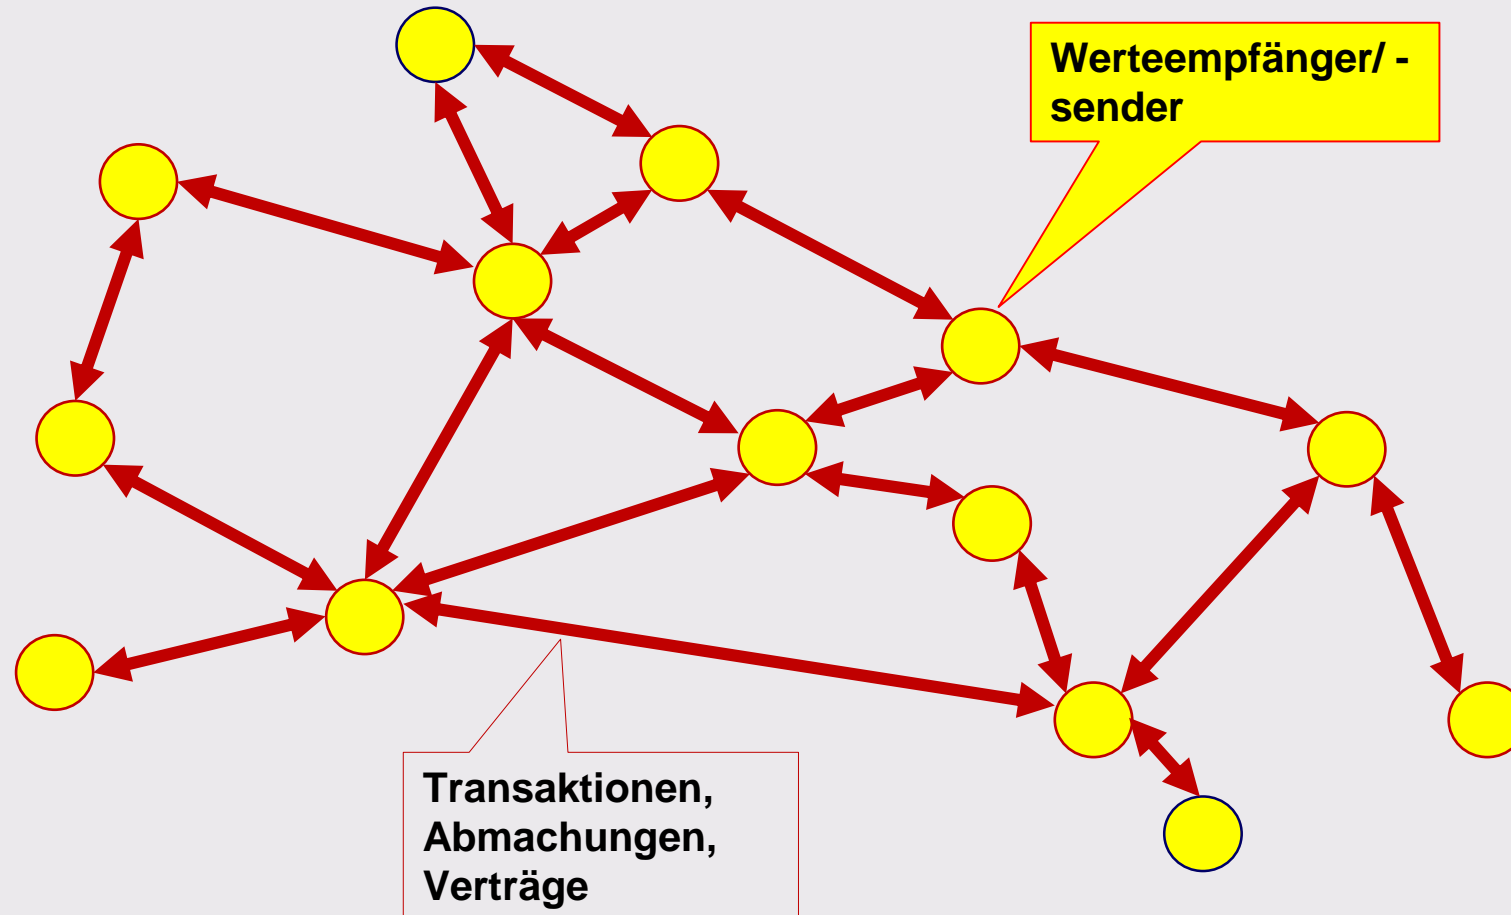 Werteempfänger/ -
sender
Transaktionen,
Abmachungen,
Verträge